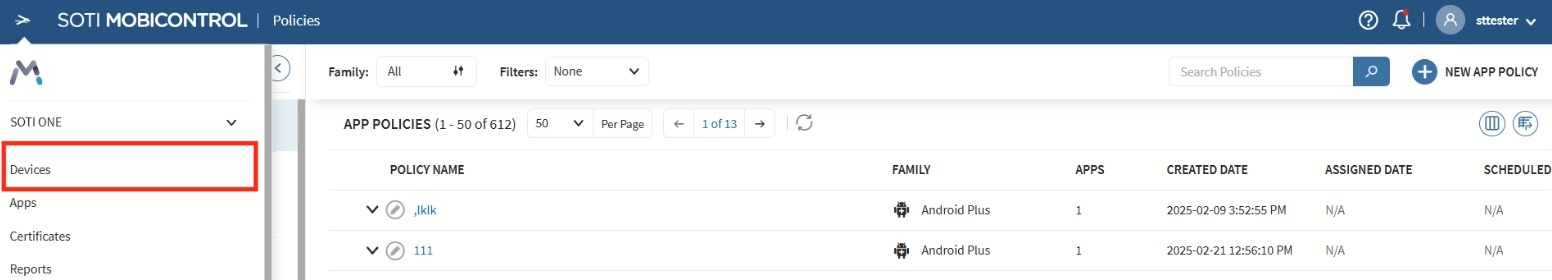 SOTI MOBICONTROL | Policies
sttester
Family: All
Filters: None
Search Policies
NEW APP POLICY
SOTI ONE
Devices
Apps
Certificates
Reports
APP POLICIES (1 - 50 of 612)
50
Per Page
1 of 13
POLICY NAME FAMILY APPS CREATED DATE ASSIGNED DATE SCHEDULED
,lklk Android Plus 1 2025-02-09 3:52:55 PM N/A N/A
111 Android Plus 1 2025-02-21 12:56:10 PM N/A N/A